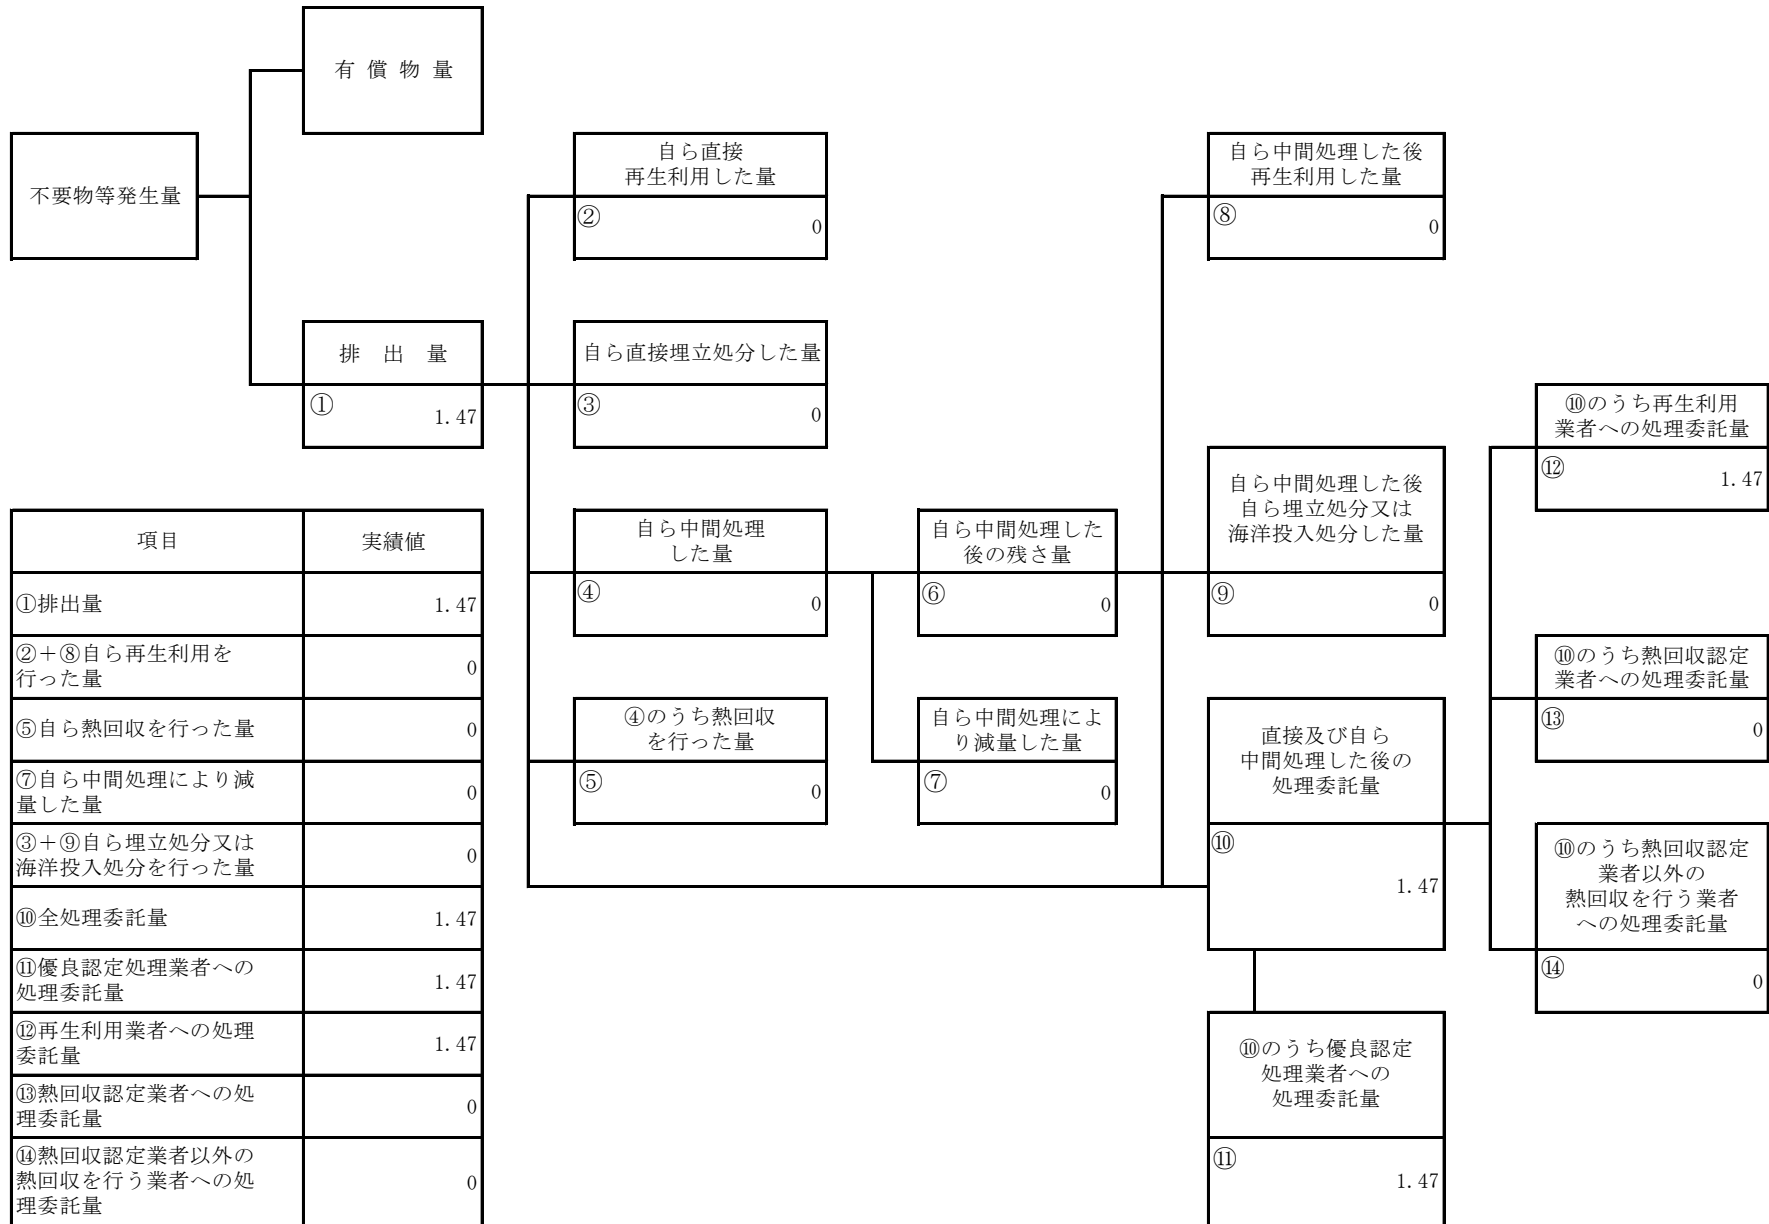 有 償 物 量
不要物等発生量
自ら直接
再生利用した量
② 0
自ら中間処理した後
再生利用した量
⑧ 0
排 出 量
① 1.47
自ら直接埋立処分した量
③ 0
⑩のうち再生利用
業者への処理委託量
⑫ 1.47
自ら中間処理
した量
④ 0
自ら中間処理した
後の残さ量
⑥ 0
自ら中間処理した後
自ら埋立処分又は
海洋投入処分した量
⑨ 0
⑩のうち熱回収認定
業者への処理委託量
⑬ 0
④のうち熱回収
を行った量
⑤ 0
自ら中間処理によ
り減量した量
⑦ 0
直接及び自ら
中間処理した後の
処理委託量
⑩
1.47
⑩のうち熱回収認定
業者以外の
熱回収を行う業者
への処理委託量
⑭ 0
⑩のうち優良認定
処理業者への
処理委託量
⑪
1.47
項目 実績値
①排出量 1.47
②+⑧自ら再生利用を
行った量 0
⑤自ら熱回収を行った量 0
⑦自ら中間処理により減
量した量 0
③+⑨自ら埋立処分又は
海洋投入処分を行った量 0
⑩全処理委託量 1.47
⑪優良認定処理業者への
処理委託量 1.47
⑫再生利用業者への処理
委託量 1.47
⑬熱回収認定業者への処
理委託量 0
⑭熱回収認定業者以外の
熱回収を行う業者への処
理委託量 0